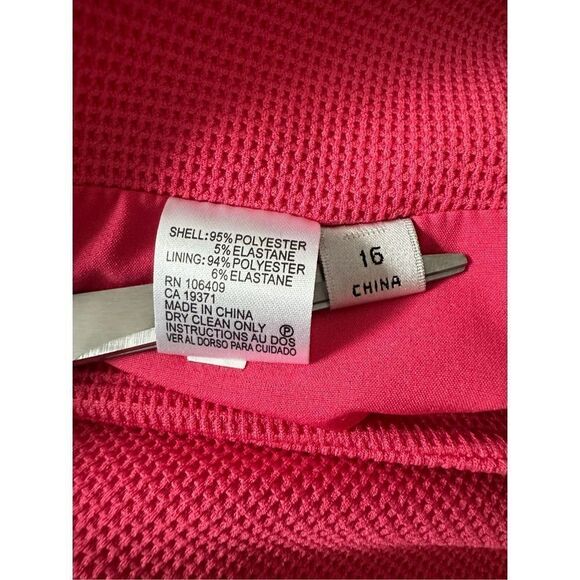 SHELL:95% POLYESTER
5% ELASTANE
LINING:94% POLYESTER
6% ELASTANE
RN 106409
CA 19371
MADE IN CHINA
DRY CLEAN ONLY
INSTRUCTIONS AU DOS
VER AL DORSO PARA CUIDADO
P
16
CHINA